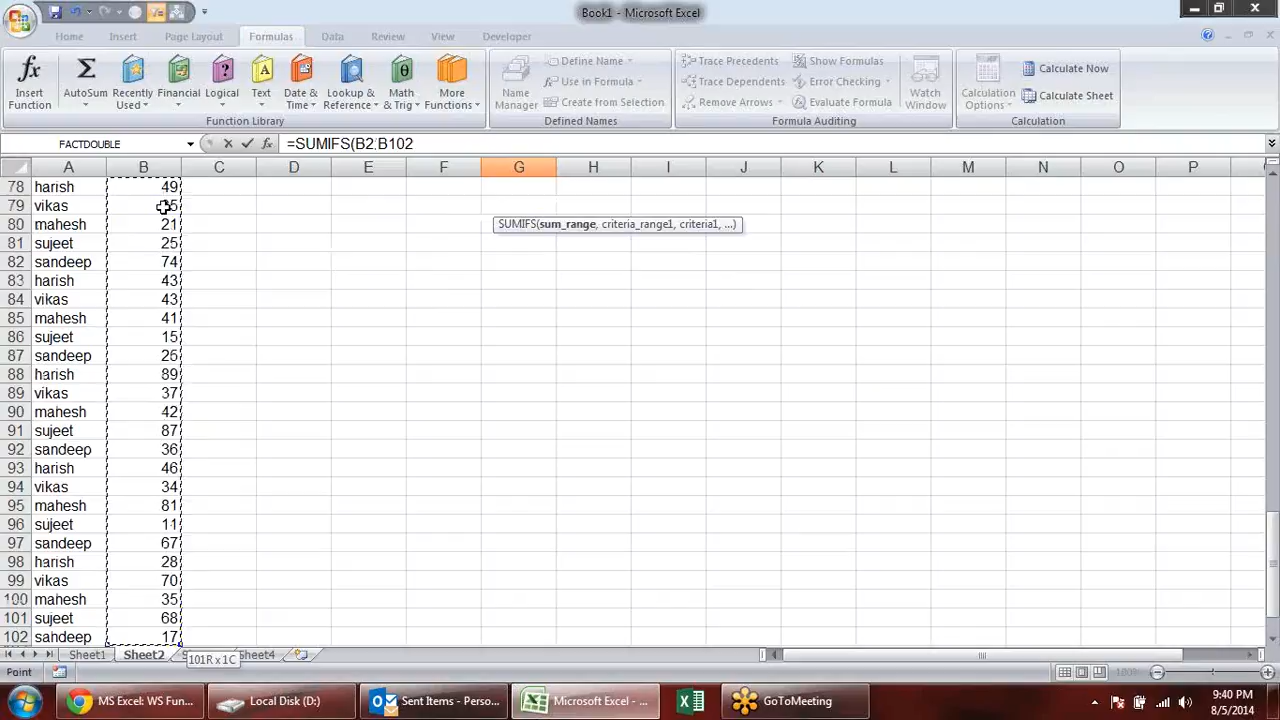 Book1 - Microsoft Excel
Home Insert Page Layout Formulas Data Review View Developer
Insert Function
AutoSum
Recently Used
Financial
Logical
Text
Date & Time
Lookup & Reference
Math & Trig
More Functions
Function Library
Name Manager
Define Name
Use in Formula
Create from Selection
Defined Names
Trace Precedents
Trace Dependents
Remove Arrows
Show Formulas
Error Checking
Evaluate Formula
Watch Window
Formula Auditing
Calculation Options
Calculate Now
Calculate Sheet
Calculation
FACTDOUBLE =SUMIFS(B2:B102
A B C D E F G H I J K L M N O P
78 harish 49
79 vikas
SUMIFS(sum_range, criteria_range1, criteria1, ...)
80 mahesh 21
81 sujeet 25
82 sandeep 74
83 harish 43
84 vikas 43
85 mahesh 41
86 sujeet 15
87 sandeep 26
88 harish 89
89 vikas 37
90 mahesh 42
91 sujeet 87
92 sandeep 36
93 harish 46
94 vikas 34
95 mahesh 81
96 sujeet 11
97 sandeep 67
98 harish 28
99 vikas 70
100 mahesh 35
101 sujeet 68
102 sandeep 17
Sheet1 Sheet2 Sheet4
101R x 1C
Point 100%
MS Excel: WS Fun... Local Disk (D:) Sent Items - Perso... Microsoft Excel - ... GoToMeeting
9:40 PM
8/5/2014